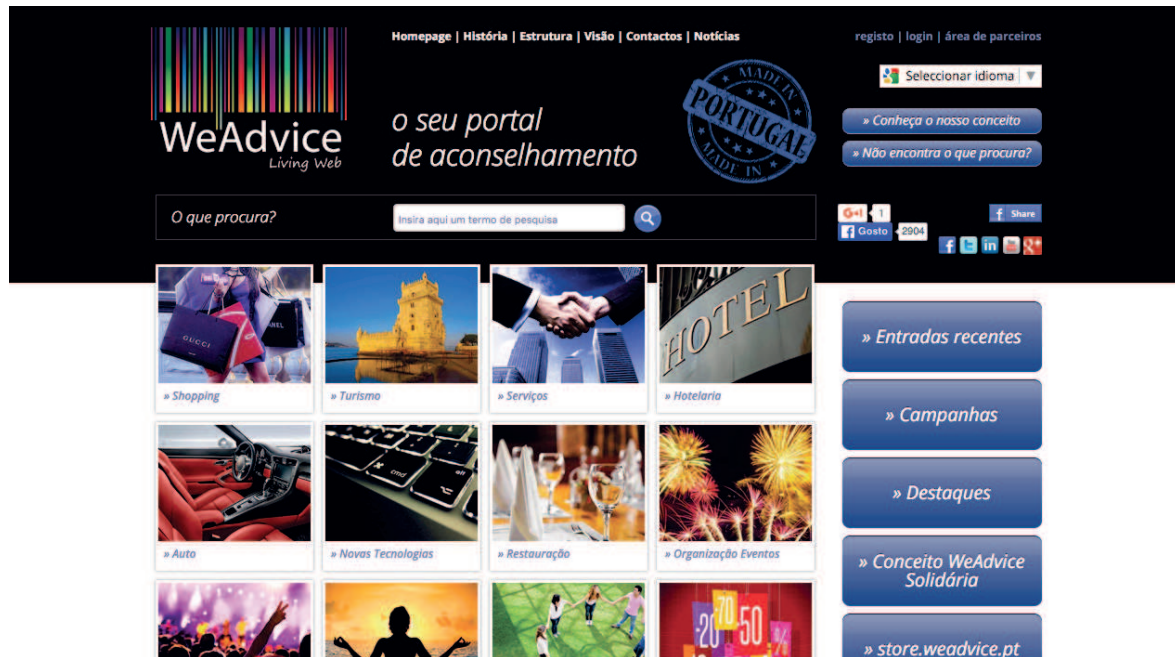 Homepage | História | Estrutura | Visão | Contactos | Notícias
registo | login | área de parceiros
Seleccionar idioma
WeAdvice
Living Web
o seu portal
de aconselhamento
MADE IN
PORTUGAL
MADE IN
» Conheça o nosso conceito
» Não encontra o que procura?
O que procura?
Insira aqui um termo de pesquisa
G+1 1
Share
Gosto 2904
GUCCI
HOTEL
» Shopping
» Turismo
» Serviços
» Hotelaria
» Entradas recentes
» Campanhas
cmd
alt
» Auto
» Novas Tecnologias
» Restauração
» Organização Eventos
» Destaques
» Conceito WeAdvice
Solidária
-20
-70
-50
%
» store.weadvice.pt